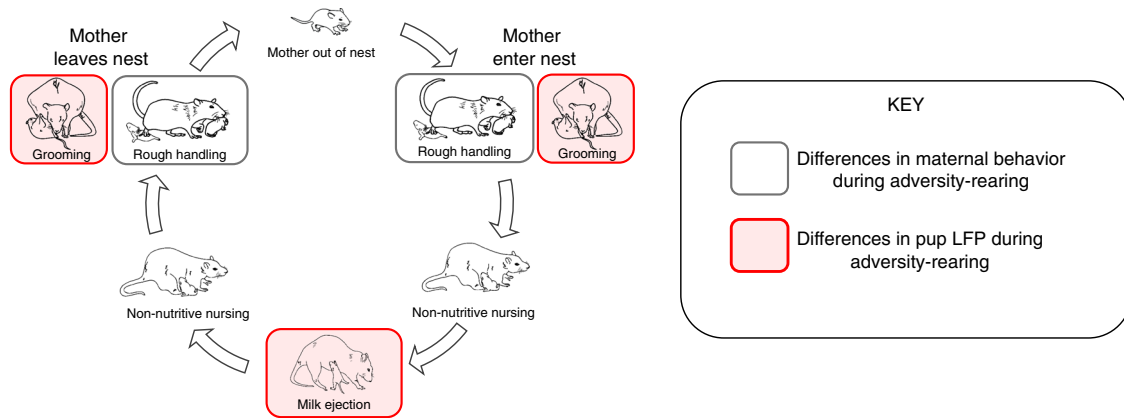 Mother
leaves nest
Mother out of nest
Mother
enter nest
Grooming
Rough handling
Rough handling
Grooming
Non-nutritive nursing
Non-nutritive nursing
Milk ejection
KEY
Differences in maternal behavior
during adversity-rearing
Differences in pup LFP during
adversity-rearing